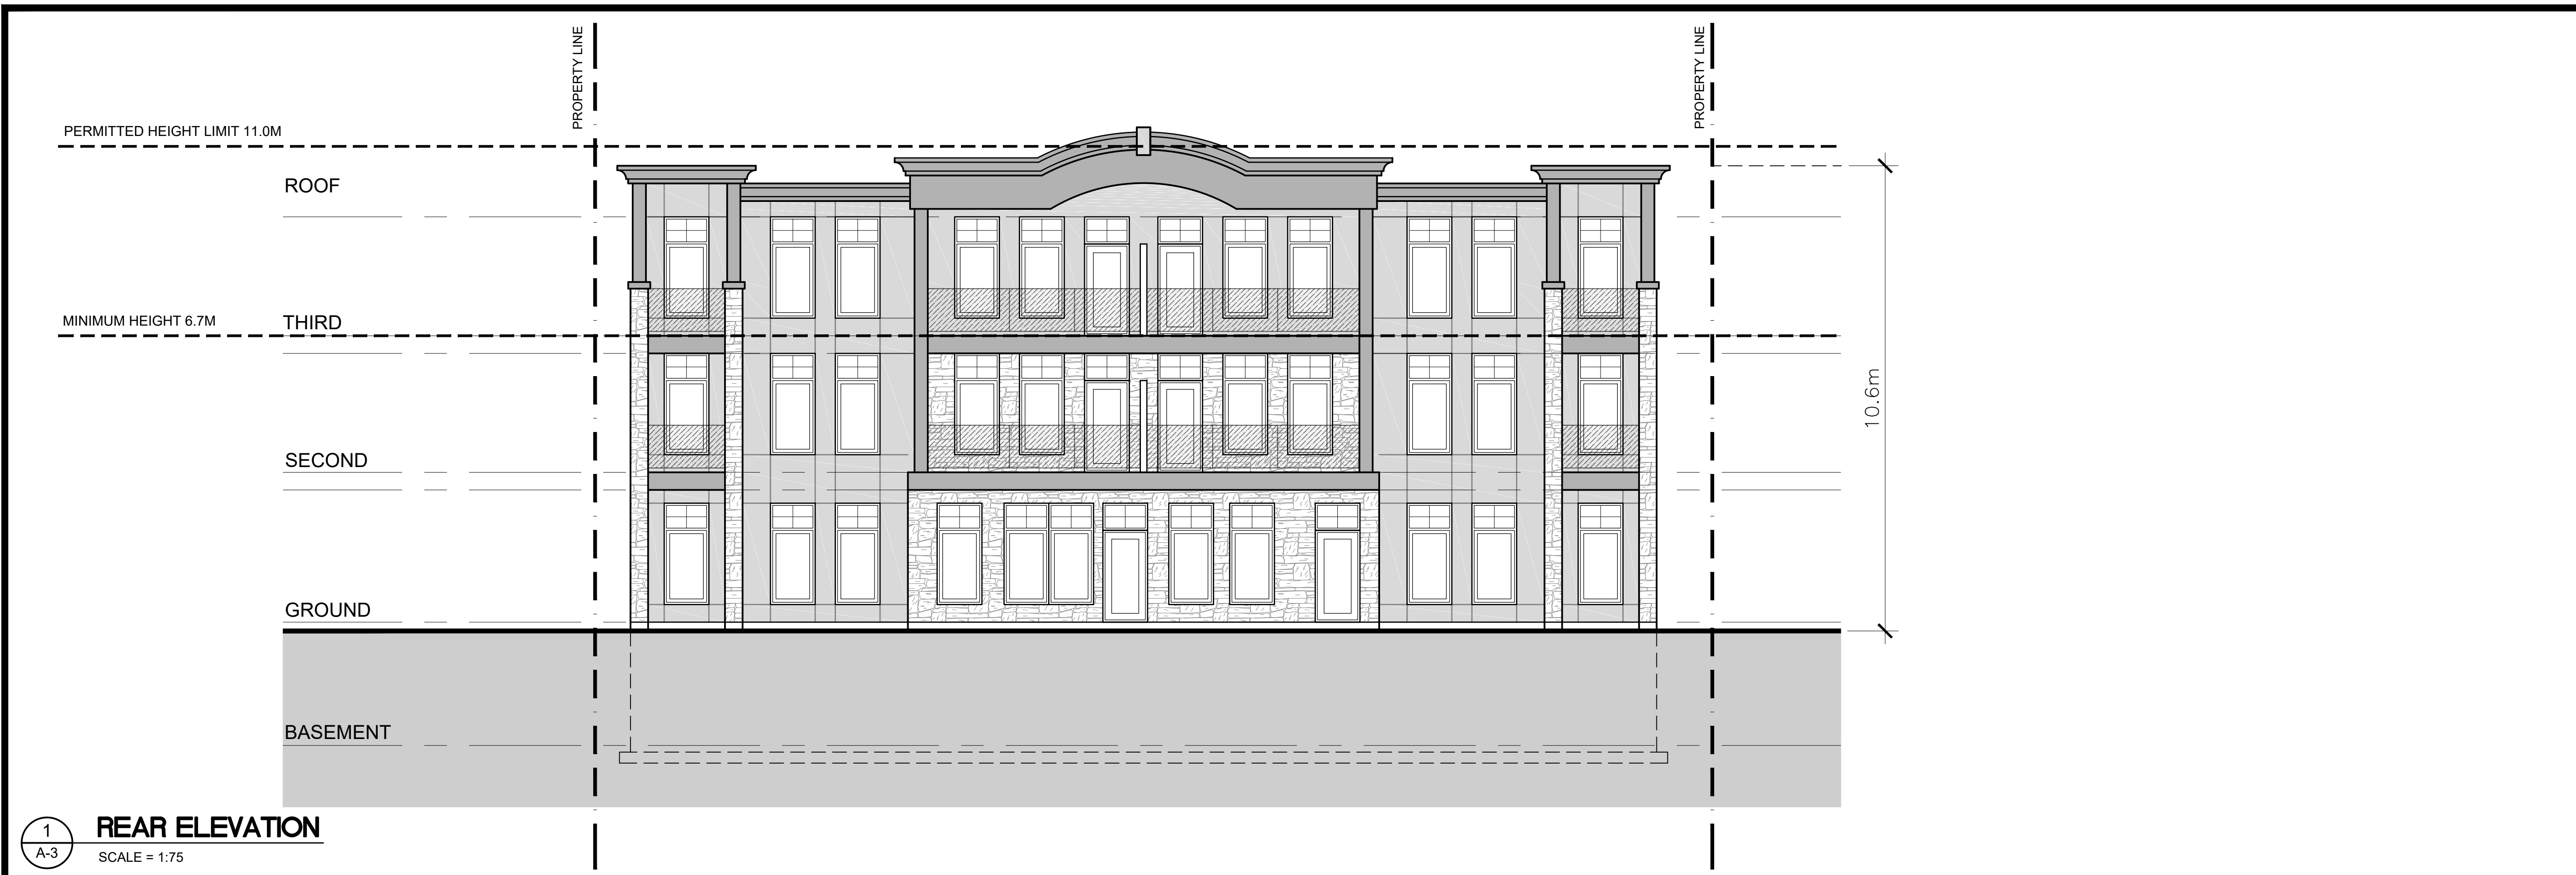 PROPERTY LINE
PROPERTY LINE
PERMITTED HEIGHT LIMIT 11.0M
ROOF
MINIMUM HEIGHT 6.7M
THIRD
10.6m
SECOND
GROUND
BASEMENT
1
A-3
REAR ELEVATION
SCALE = 1:75